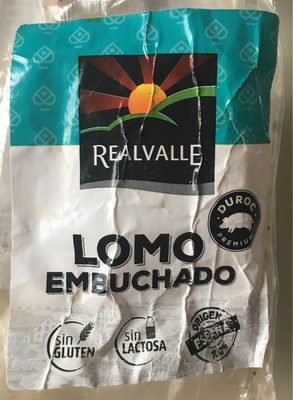 REALVALLE
DUROC
PREMIUM
LOMO
EMBUCHADO
sin
GLUTEN
sin
LACTOSA
ORIGEN
ESPAÑA